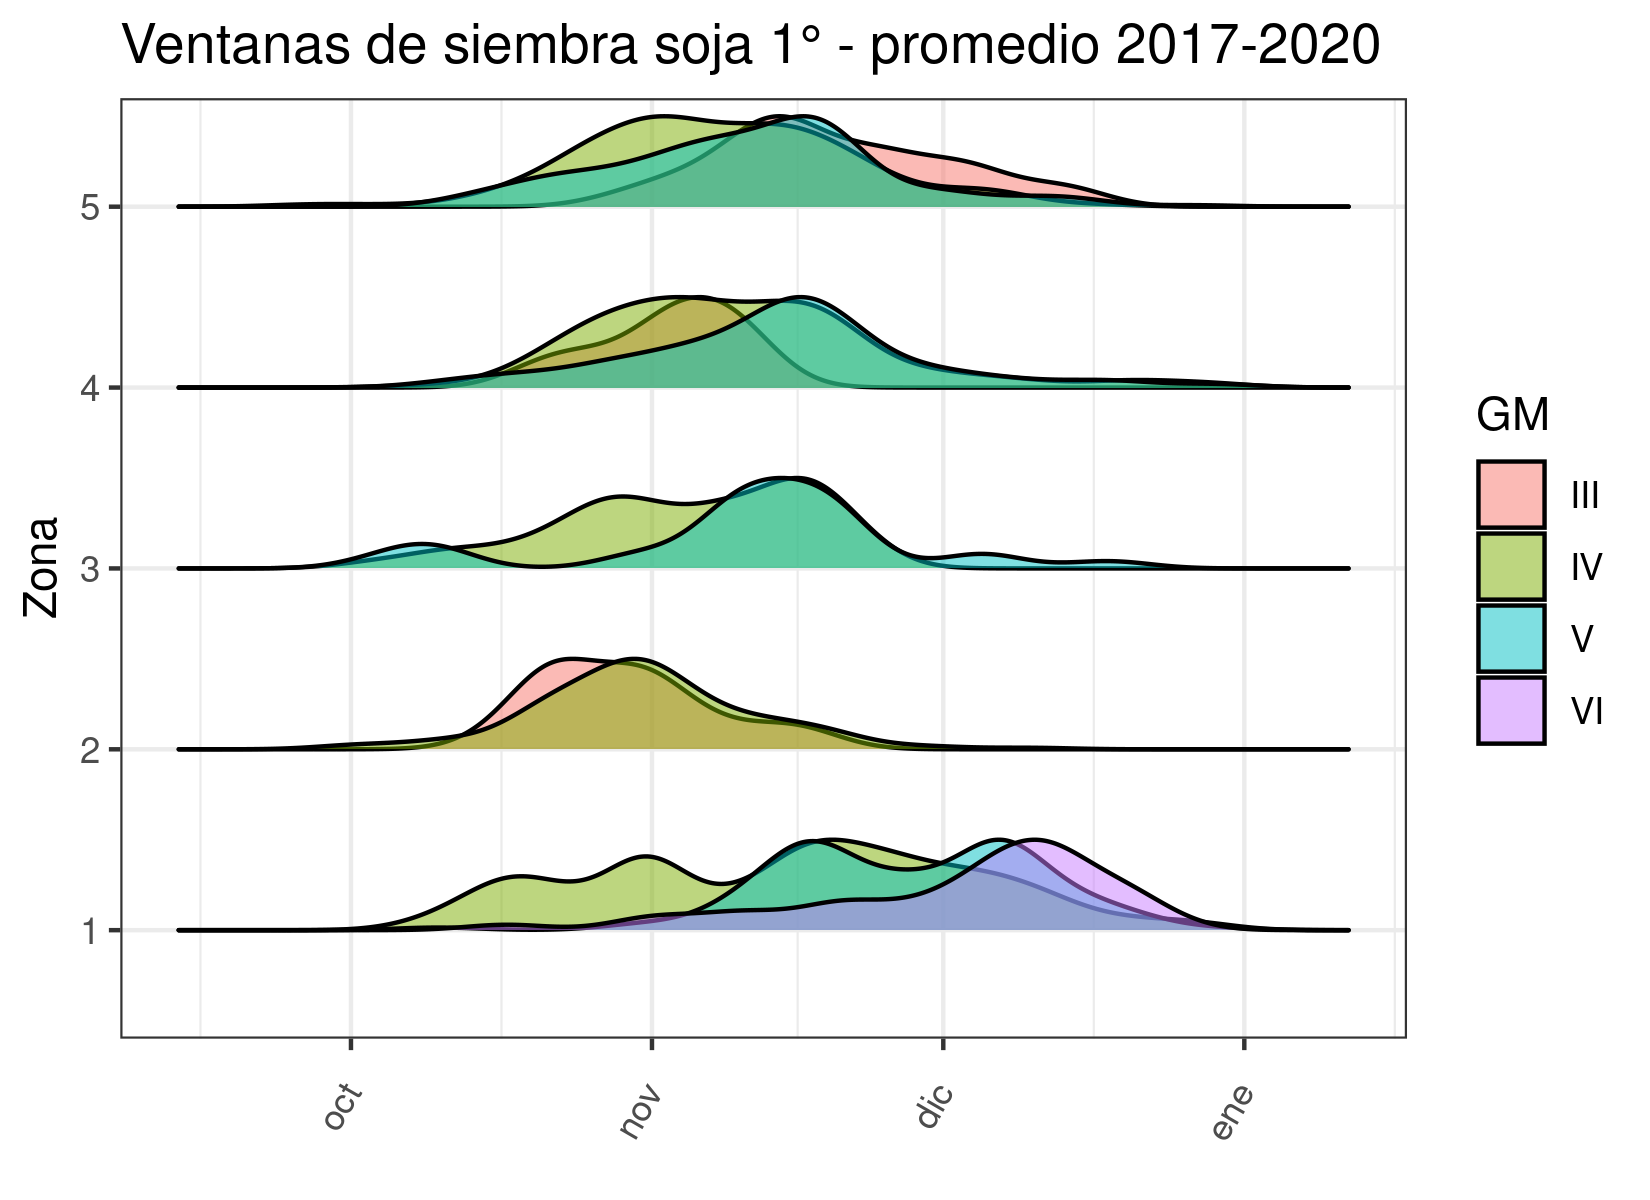 Ventanas de siembra soja 1° - promedio 2017-2020
Zona
5
4
3
2
1
oct
nov
dic
ene
GM
III
IV
V
VI